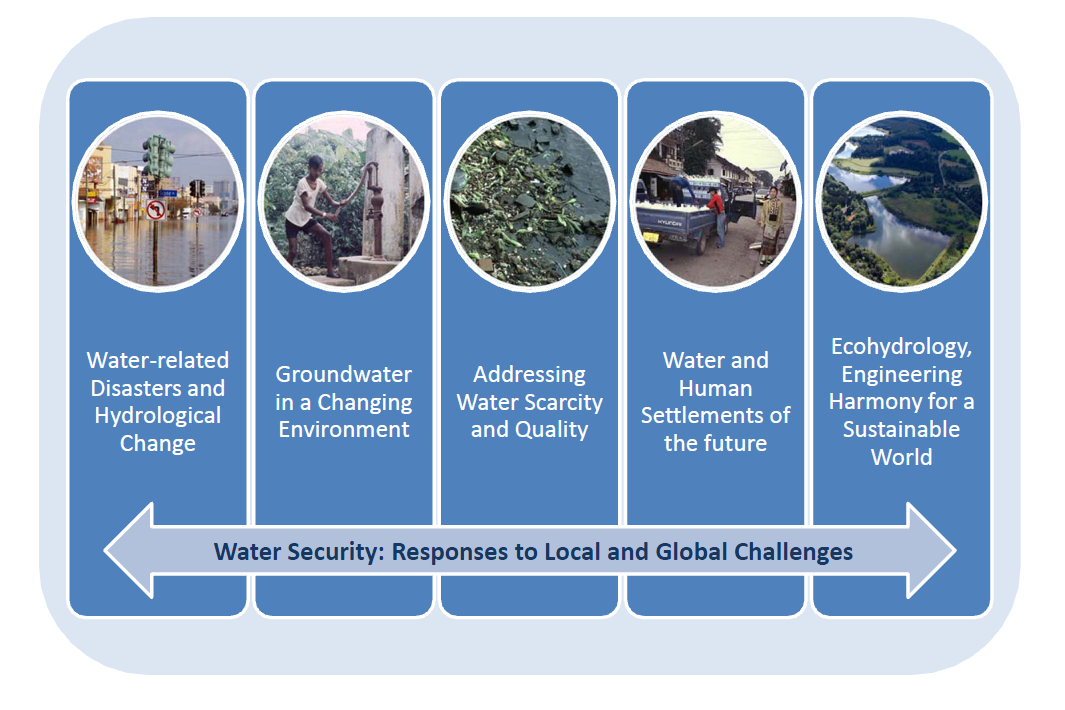 Water-related
Disasters and
Hydrological
Change
Groundwater
in a Changing
Environment
Addressing
Water Scarcity
and Quality
Water and
Human
Settlements of
the future
Ecohydrology,
Engineering
Harmony for a
Sustainable
World
Water Security: Responses to Local and Global Challenges
HYUNDAI